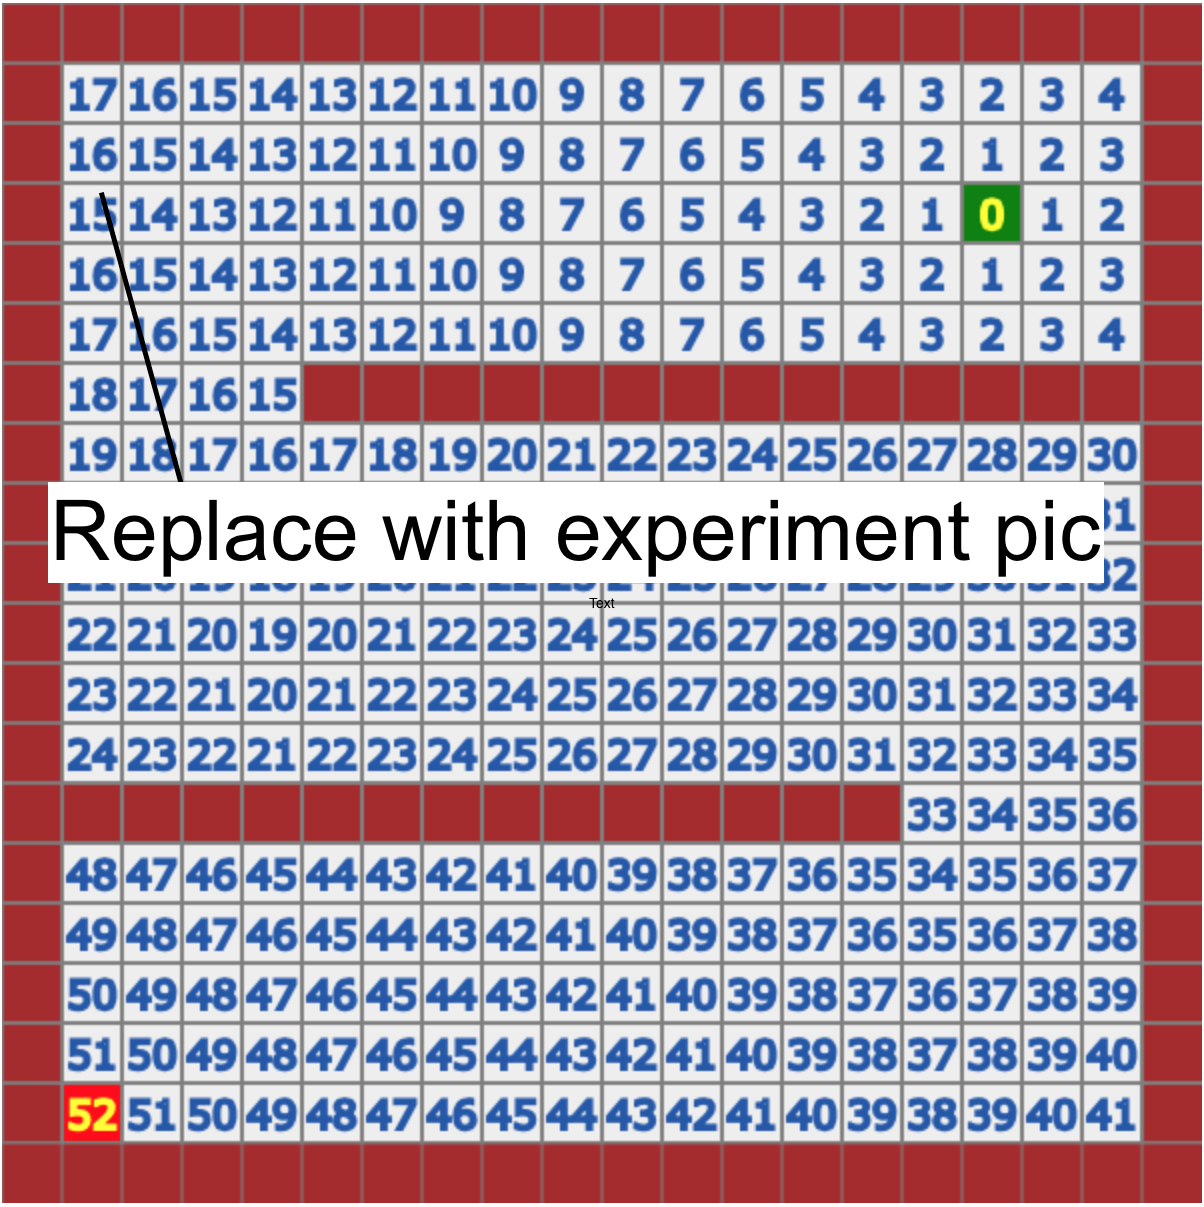 17 16 15 14 13 12 11 10 9 8 7 6 5 4 3 2 3 4
16 15 14 13 12 11 10 9 8 7 6 5 4 3 2 1 2 3
15 14 13 12 11 10 9 8 7 6 5 4 3 2 1 0 1 2
16 15 14 13 12 11 10 9 8 7 6 5 4 3 2 1 2 3
17 16 15 14 13 12 11 10 9 8 7 6 5 4 3 2 3 4
18 17 16 15
19 18 17 16 17 18 19 20 21 22 23 24 25 26 27 28 29 30
Replace with experiment pic
Text
22 21 20 19 20 21 22 23 24 25 26 27 28 29 30 31 32 33
23 22 21 20 21 22 23 24 25 26 27 28 29 30 31 32 33 34
24 23 22 21 22 23 24 25 26 27 28 29 30 31 32 33 34 35
33 34 35 36
48 47 46 45 44 43 42 41 40 39 38 37 36 35 34 35 36 37
49 48 47 46 45 44 43 42 41 40 39 38 37 36 35 36 37 38
50 49 48 47 46 45 44 43 42 41 40 39 38 37 36 37 38 39
51 50 49 48 47 46 45 44 43 42 41 40 39 38 37 38 39 40
52 51 50 49 48 47 46 45 44 43 42 41 40 39 38 39 40 41